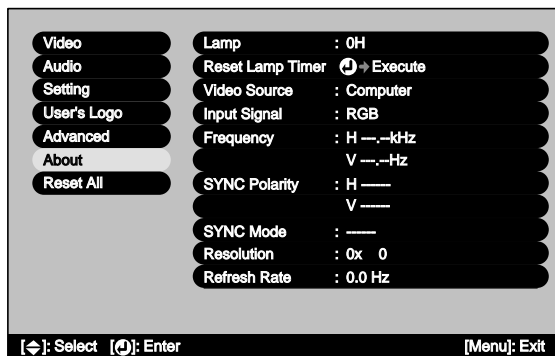 Video
Audio
Setting
User's Logo
Advanced
About
Reset All
Lamp : 0H
Reset Lamp Timer Execute
Video Source : Computer
Input Signal : RGB
Frequency : H ---.--kHz
V ---.--Hz
SYNC Polarity : H ------
V ------
SYNC Mode : ------
Resolution : 0x 0
Refresh Rate : 0.0 Hz
[ ]: Select [ ]: Enter [Menu]: Exit